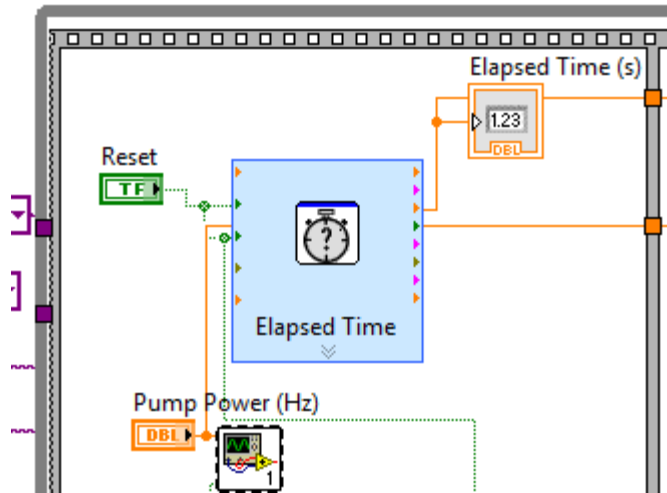 Elapsed Time (s)
1.23
DBL
Reset
TF
?
Elapsed Time
Pump Power (Hz)
DBL
1